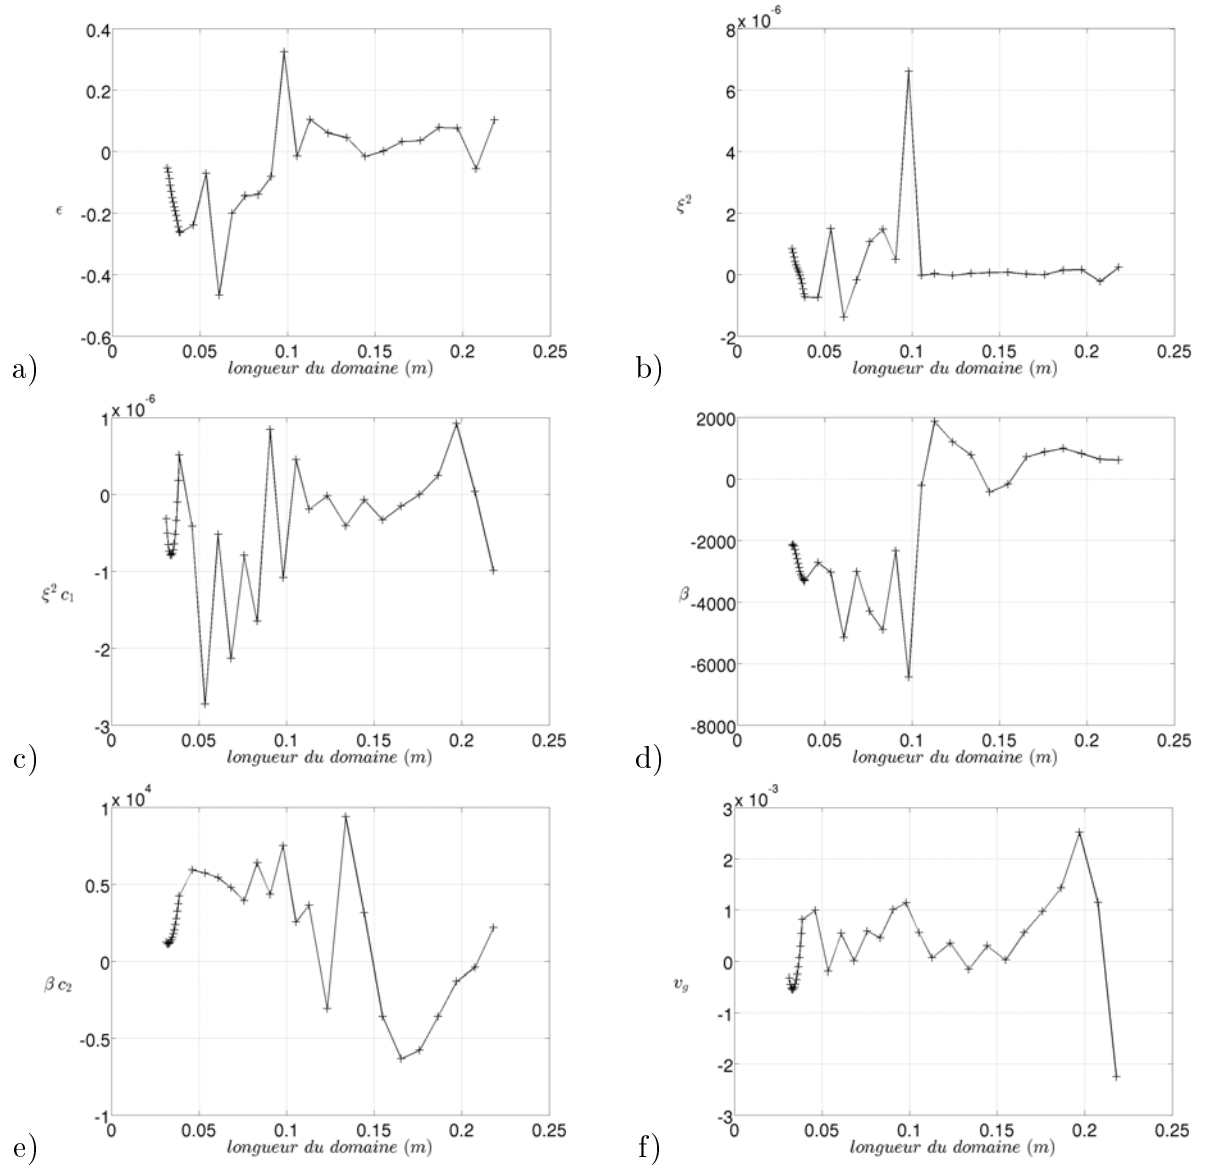 0.4
0.2
0
-0.2
-0.4
-0.6
ϵ
0 0.05 0.1 0.15 0.2 0.25
longueur du domaine (m)
a)
x 10^-6
8
6
4
2
0
-2
ξ²
0 0.05 0.1 0.15 0.2 0.25
longueur du domaine (m)
b)
x 10^-6
1
0
-1
-2
-3
ξ² c₁
0 0.05 0.1 0.15 0.2 0.25
longueur du domaine (m)
c)
2000
0
-2000
-4000
-6000
-8000
β
0 0.05 0.1 0.15 0.2 0.25
longueur du domaine (m)
d)
x 10^4
1
0.5
0
-0.5
-1
β c₂
0 0.05 0.1 0.15 0.2 0.25
longueur du domaine (m)
e)
x 10^-3
3
2
1
0
-1
-2
-3
v_g
0 0.05 0.1 0.15 0.2 0.25
longueur du domaine (m)
f)